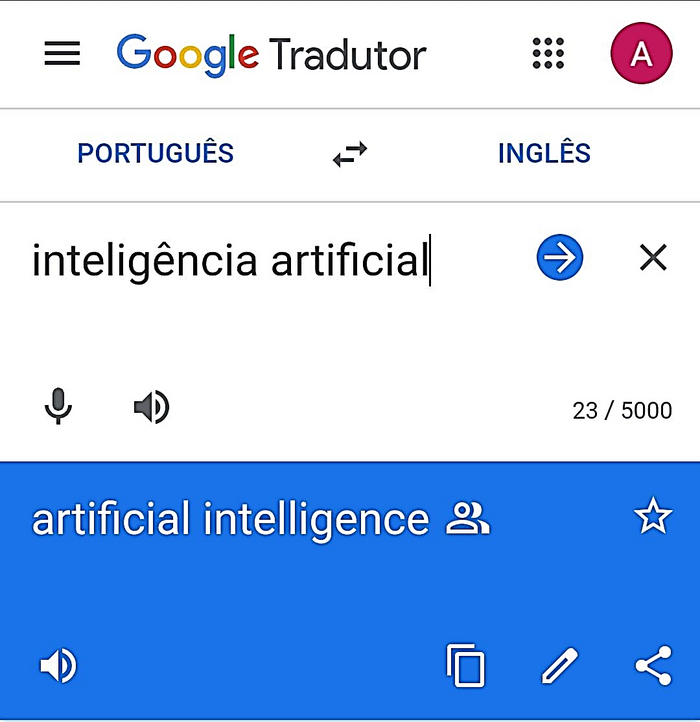 Google Tradutor
A
PORTUGUÊS
INGLÊS
inteligência artificial
23 / 5000
artificial intelligence